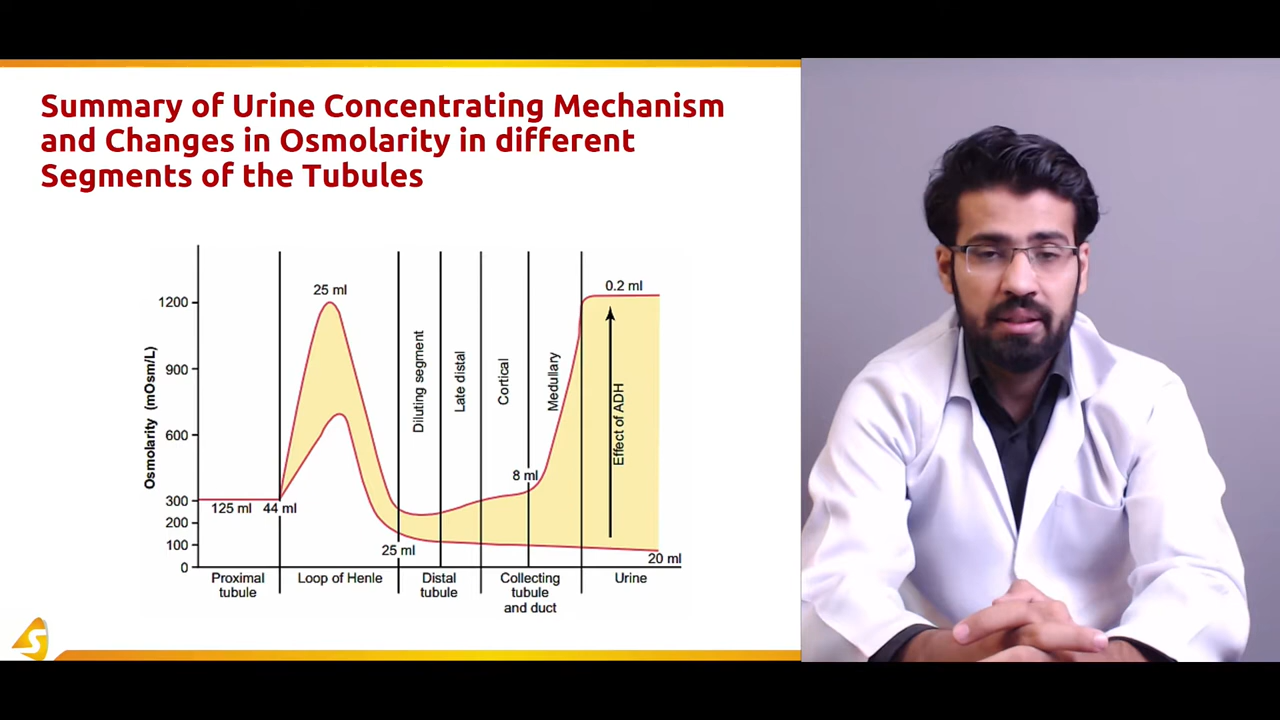 Summary of Urine Concentrating Mechanism
and Changes in Osmolarity in different
Segments of the Tubules
Osmolarity (mOsm/L)
1200
900
600
300
200
100
0
125 ml
44 ml
25 ml
25 ml
Diluting segment
Late distal
Cortical
Medullary
8 ml
0.2 ml
Effect of ADH
20 ml
Proximal
tubule
Loop of Henle
Distal
tubule
Collecting
tubule
and duct
Urine
S